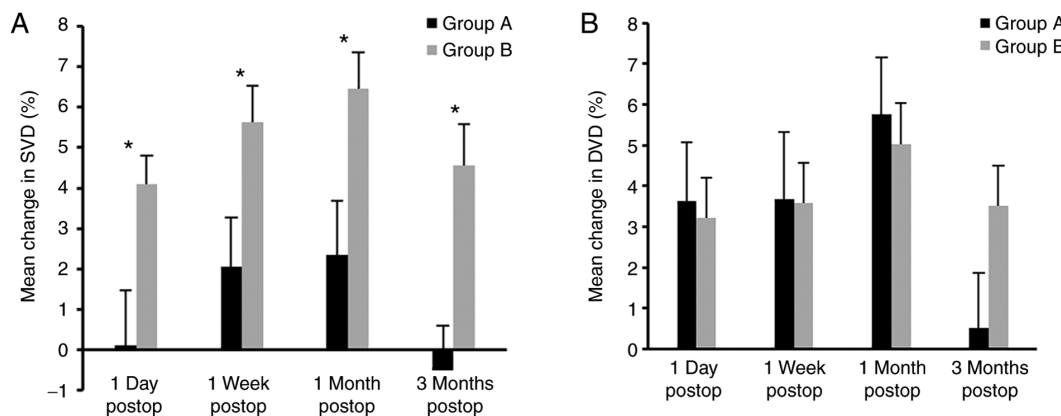 A
Mean change in SVD (%)
8
7
6
5
4
3
2
1
0
−1
Group A
Group B
*
*
*
*
1 Day
postop
1 Week
postop
1 Month
postop
3 Months
postop
B
Mean change in DVD (%)
8
7
6
5
4
3
2
1
0
Group A
Group B
1 Day
postop
1 Week
postop
1 Month
postop
3 Months
postop